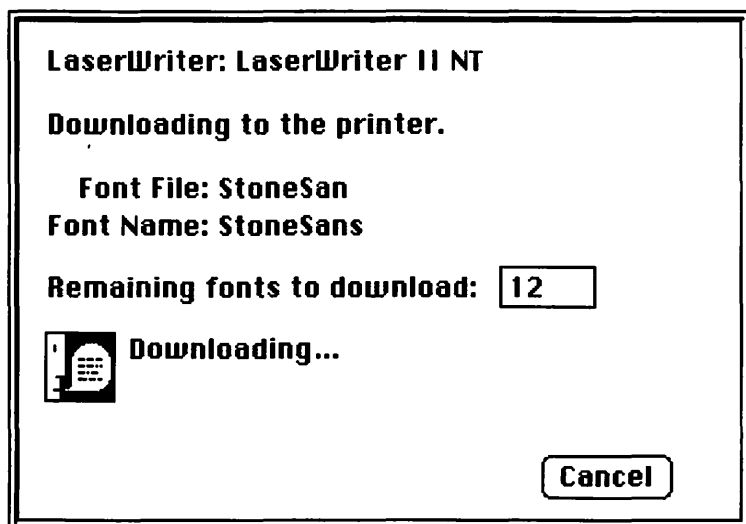 LaserWriter: LaserWriter II NT
Downloading to the printer.
Font File: StoneSan
Font Name: StoneSans
Remaining fonts to download: 12
Downloading...
Cancel